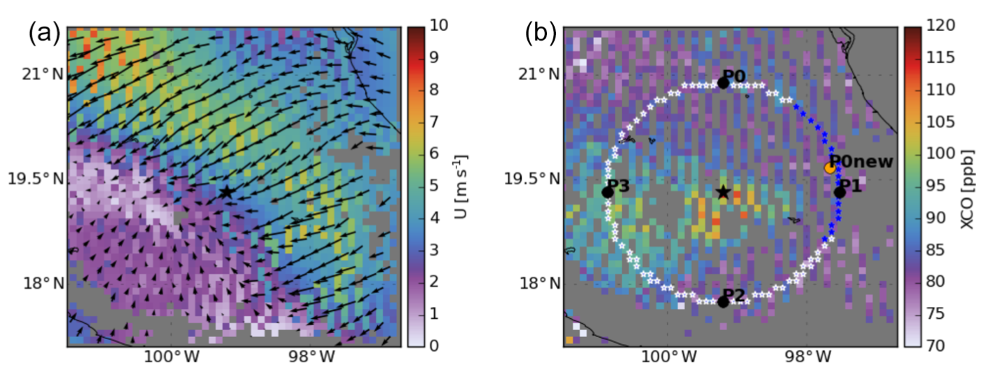 (a)
21°N
19.5°N
18°N
100°W
98°W
10
9
8
7
6
5
4
3
2
1
0
U [m s⁻¹]
(b)
21°N
19.5°N
18°N
100°W
98°W
P0
P0new
P1
P3
P2
120
115
110
105
100
95
90
85
80
75
70
XCO [ppb]